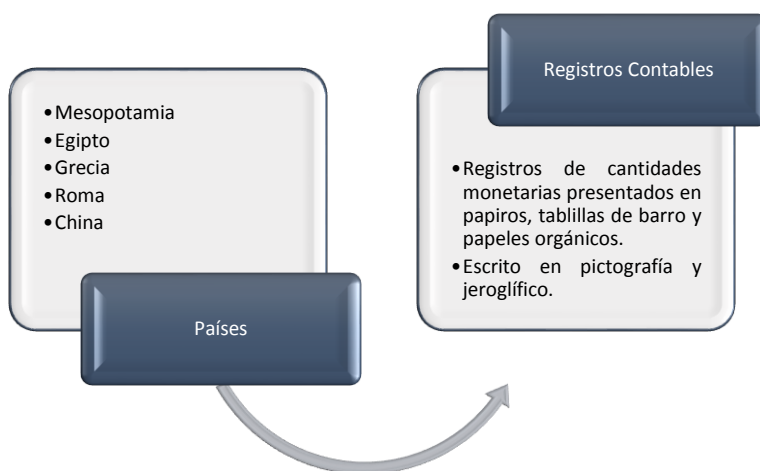 •Mesopotamia
•Egipto
•Grecia
•Roma
•China
Países
Registros Contables
•Registros de cantidades
monetarias presentados en
papiros, tablillas de barro y
papeles orgánicos.
•Escrito en pictografía y
jeroglífico.